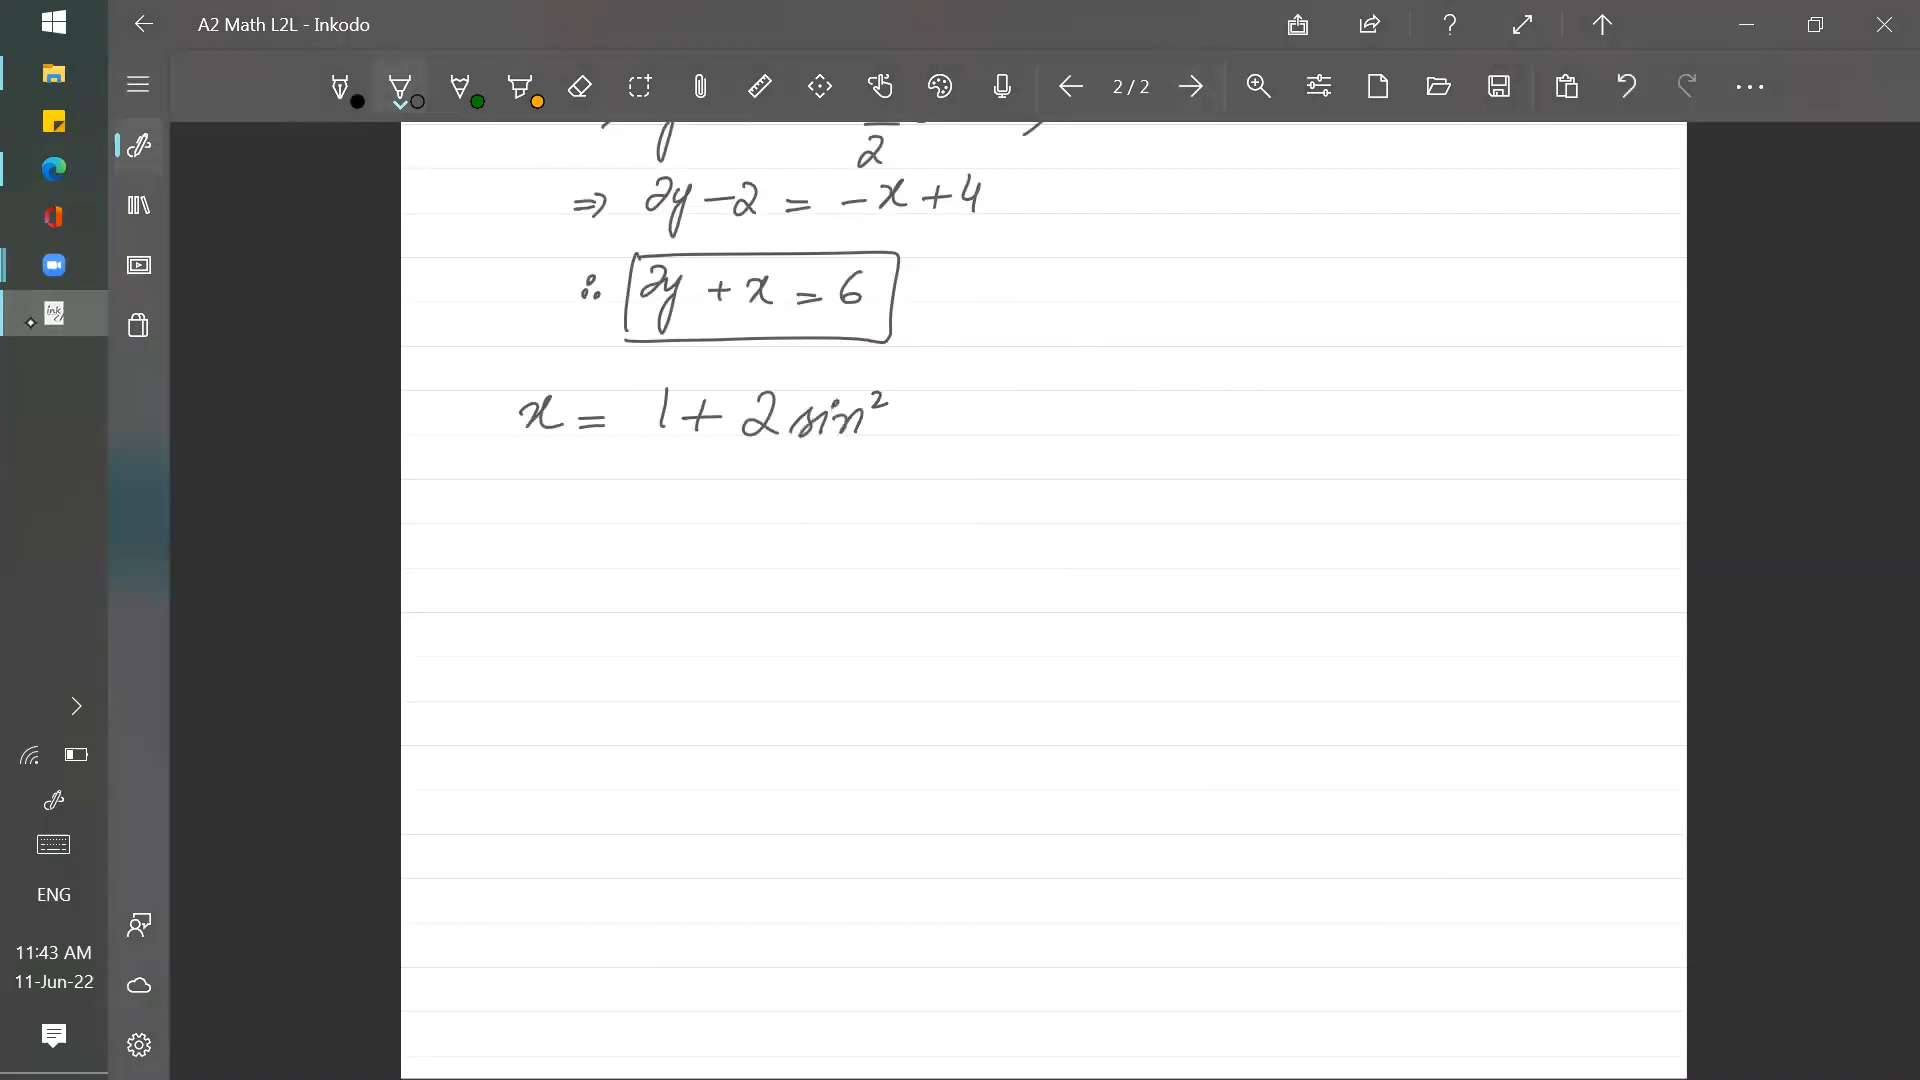 A2 Math L2L - Inkodo
2 / 2
2
⇒ 2y - 2 = -x + 4
∴ 2y + x = 6
x = 1 + 2 sin²
ENG
11:43 AM
11-Jun-22